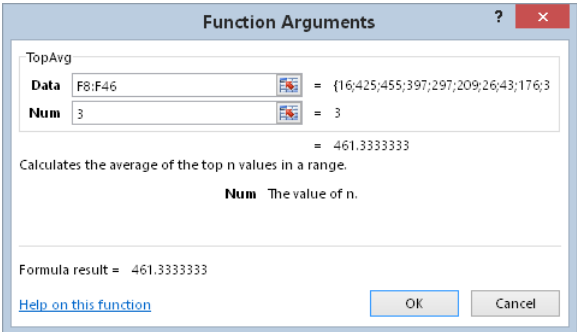 Function Arguments ? ×
TopAvg
Data F8:F46 = {16;425;455;397;297;209;26;43;176;3
Num 3 = 3
= 461.3333333
Calculates the average of the top n values in a range.
Num The value of n.
Formula result = 461.3333333
Help on this function OK Cancel